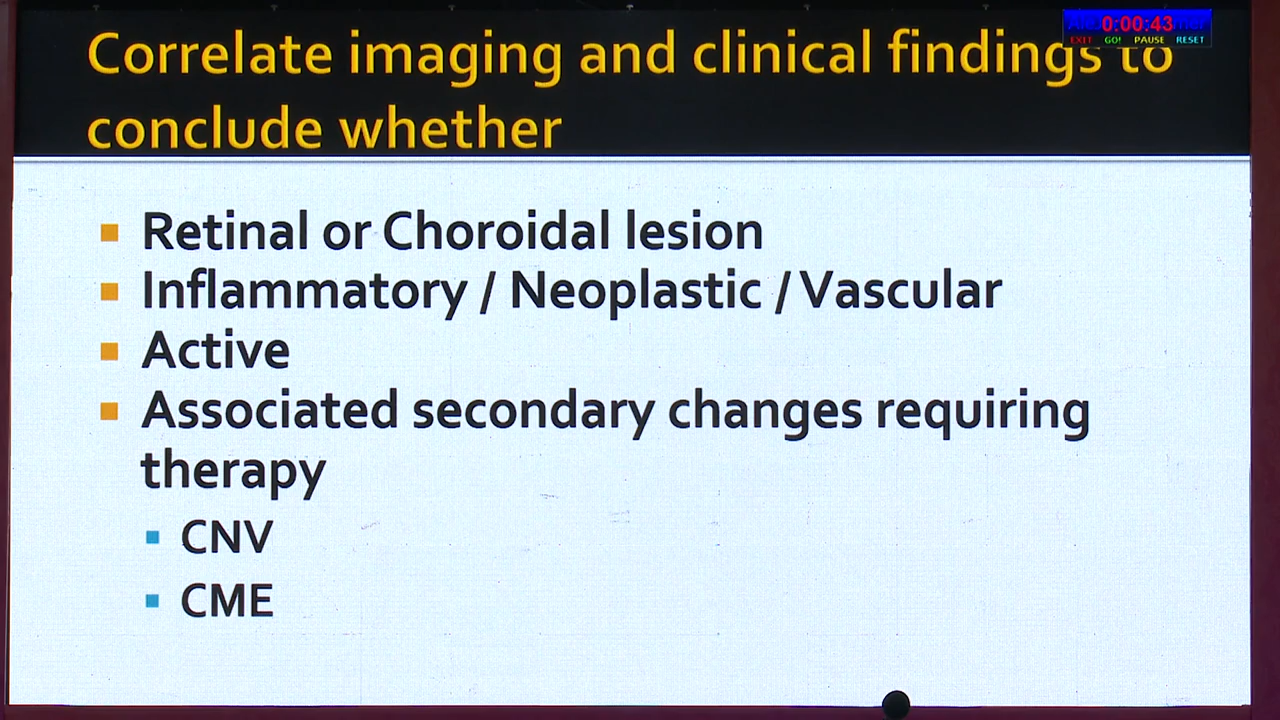 0:00:43
EXIT GO! PAUSE RESET
Correlate imaging and clinical findings to
conclude whether
Retinal or Choroidal lesion
Inflammatory / Neoplastic / Vascular
Active
Associated secondary changes requiring
therapy
CNV
CME